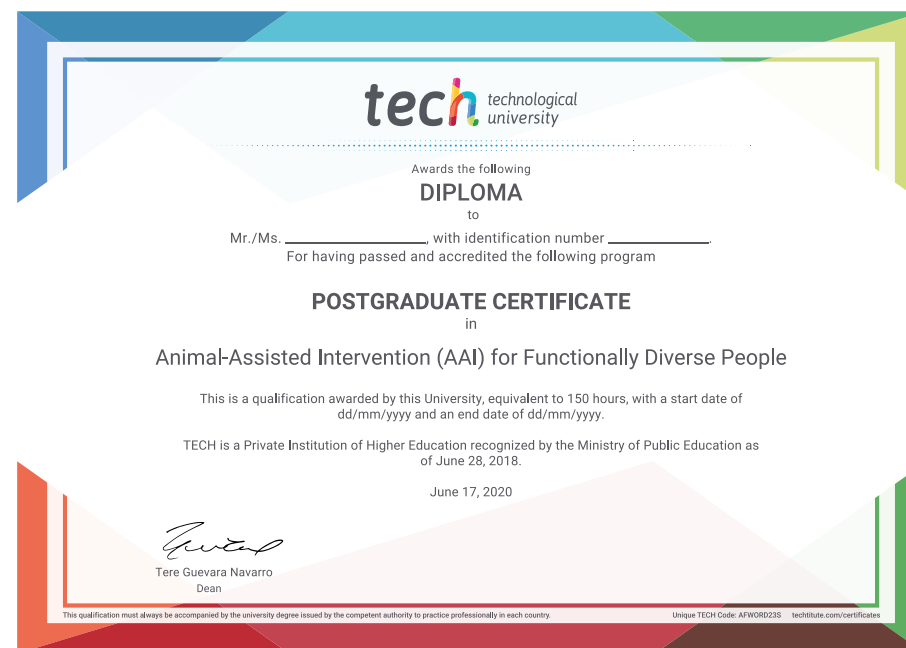 tech technological
university
Awards the following
DIPLOMA
to
Mr./Ms. ____________, with identification number ____________.
For having passed and accredited the following program
POSTGRADUATE CERTIFICATE
in
Animal-Assisted Intervention (AAI) for Functionally Diverse People
This is a qualification awarded by this University, equivalent to 150 hours, with a start date of
dd/mm/yyyy and an end date of dd/mm/yyyy.
TECH is a Private Institution of Higher Education recognized by the Ministry of Public Education as
of June 28, 2018.
June 17, 2020
Tere Guevara Navarro
Dean
This qualification must always be accompanied by the university degree issued by the competent authority to practice professionally in each country.
Unique TECH Code: AFWORD23S techtitute.com/certificates